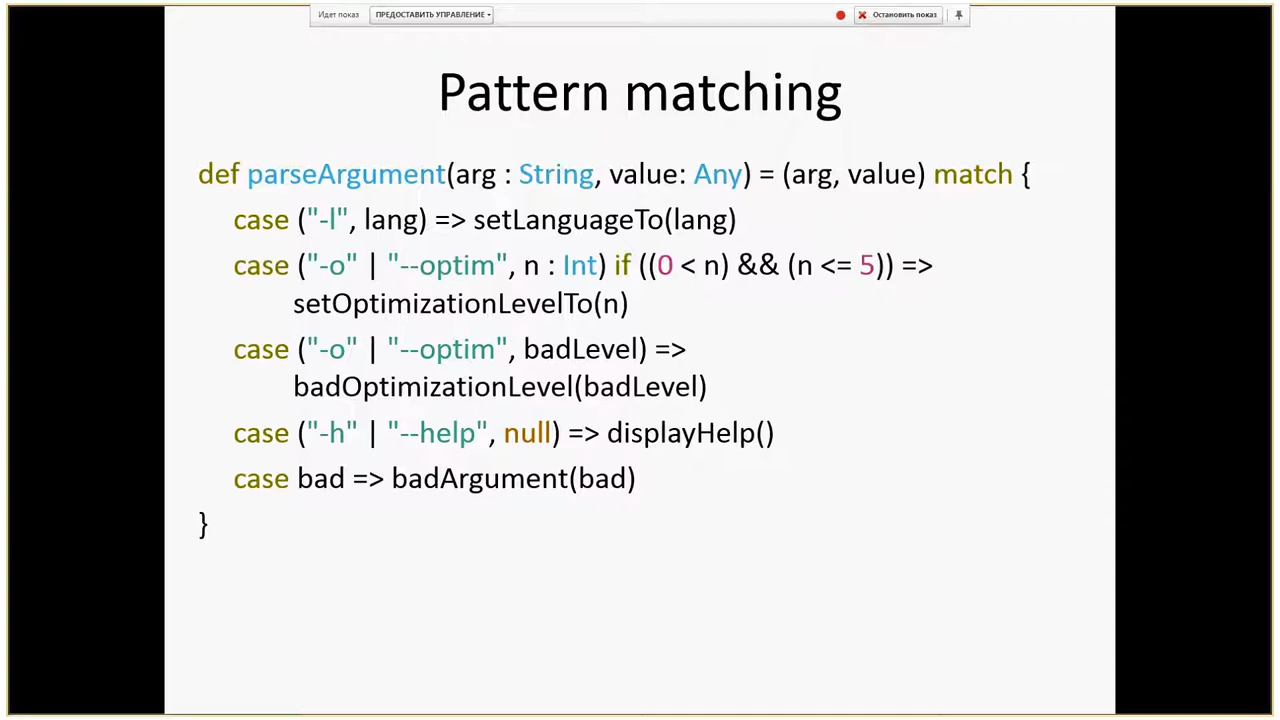 Идет показ ПРЕДОСТАВИТЬ УПРАВЛЕНИЕ Остановить показ
Pattern matching
def parseArgument(arg : String, value: Any) = (arg, value) match {
case ("-l", lang) => setLanguageTo(lang)
case ("-o" | "--optim", n : Int) if ((0 < n) && (n <= 5)) =>
setOptimizationLevelTo(n)
case ("-o" | "--optim", badLevel) =>
badOptimizationLevel(badLevel)
case ("-h" | "--help", null) => displayHelp()
case bad => badArgument(bad)
}